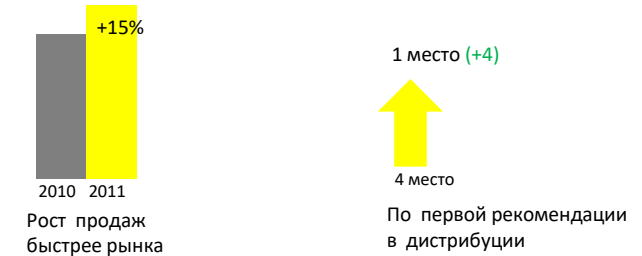 +15%
2010 2011
Рост продаж
быстрее рынка
1 место (+4)
4 место
По первой рекомендации
в дистрибуции